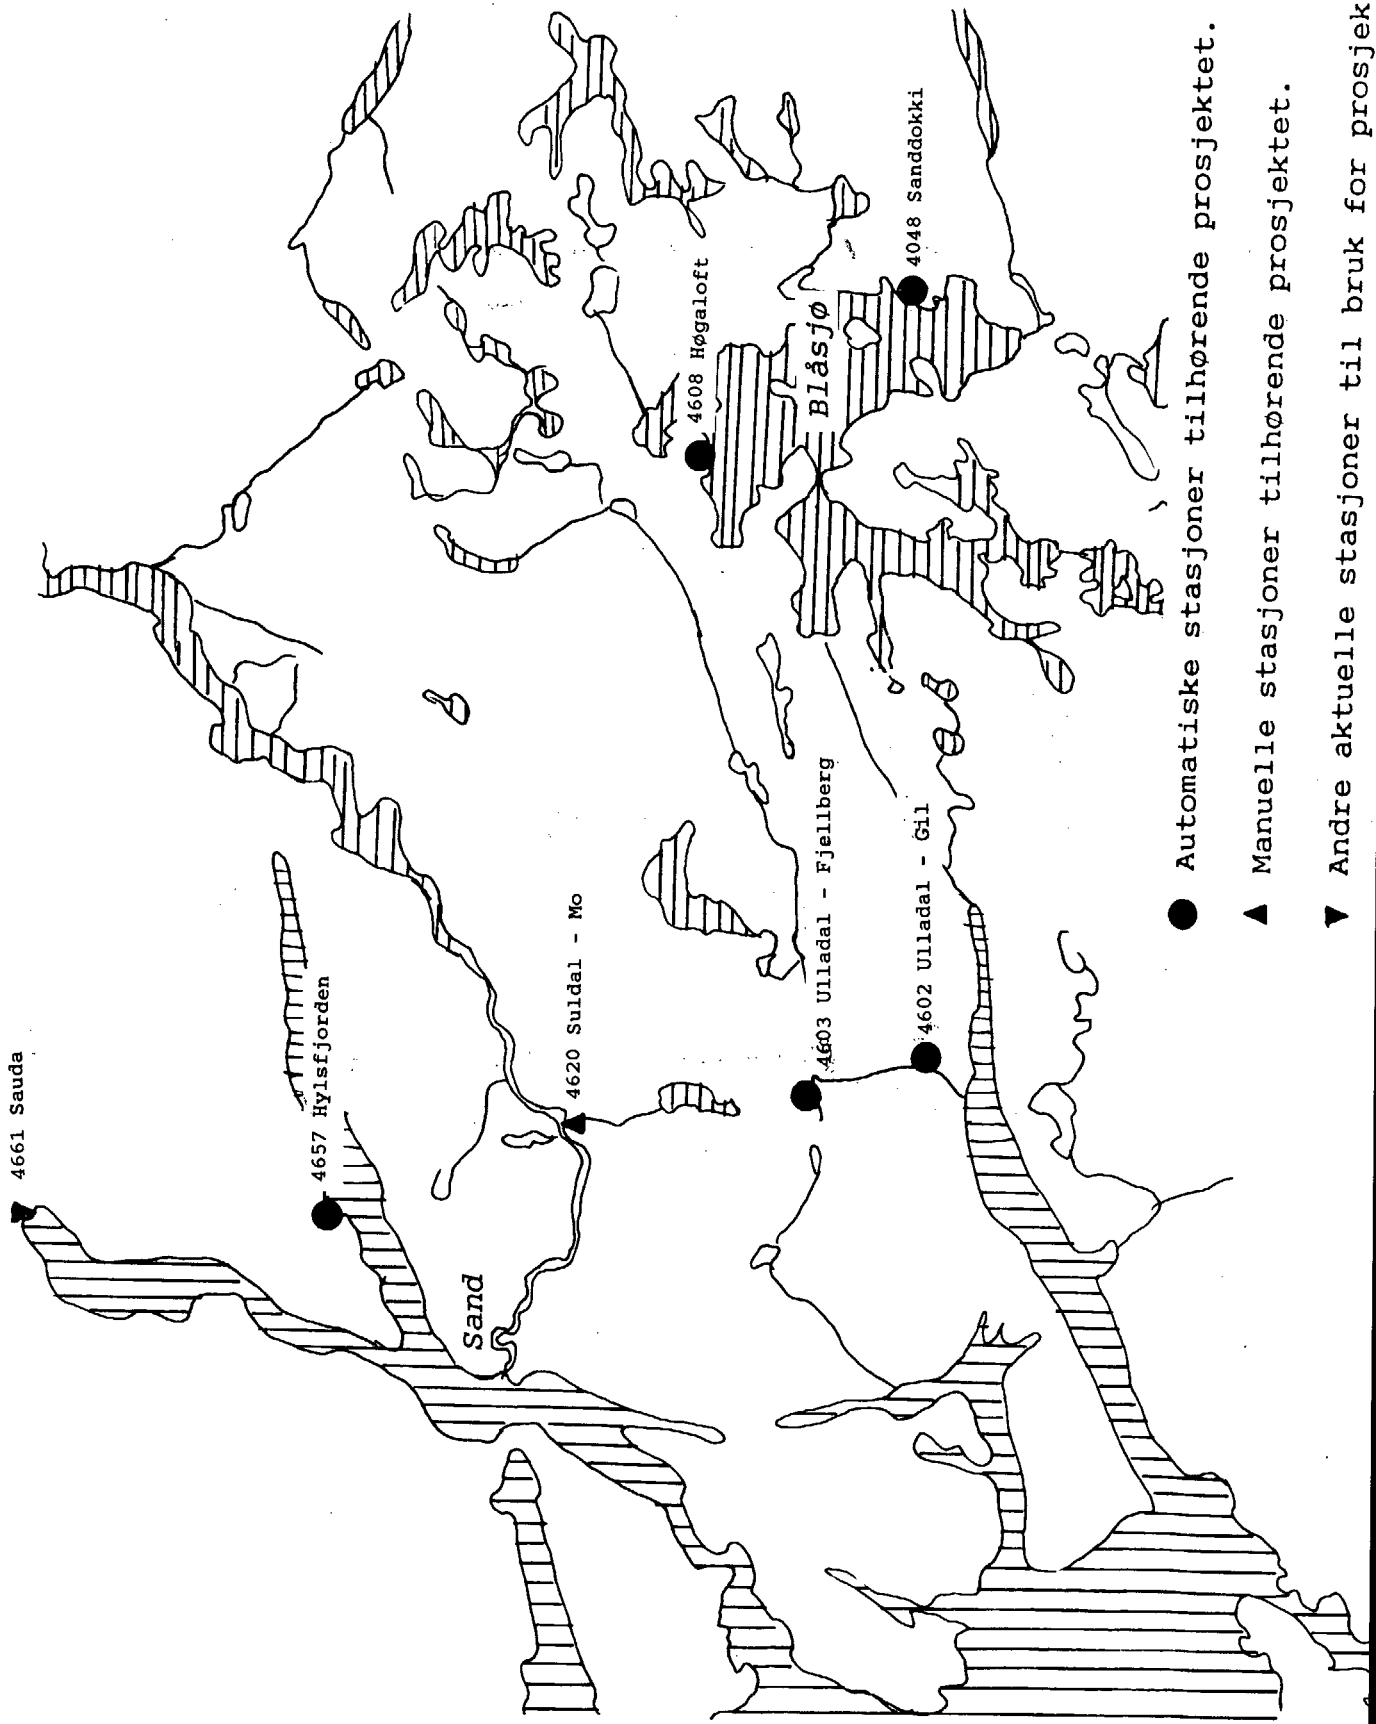 4661 Sauda
4657 Hylsfjorden
Sand
4620 Suldal - Mo
4608 Høgaloft
Blåsjø
4048 Sanddokki
4603 Ulladal - Fjellberg
4602 Ulladal - Gil
Automatiske stasjoner tilhørende prosjektet.
Manuelle stasjoner tilhørende prosjektet.
Andre aktuelle stasjoner til bruk for prosjek